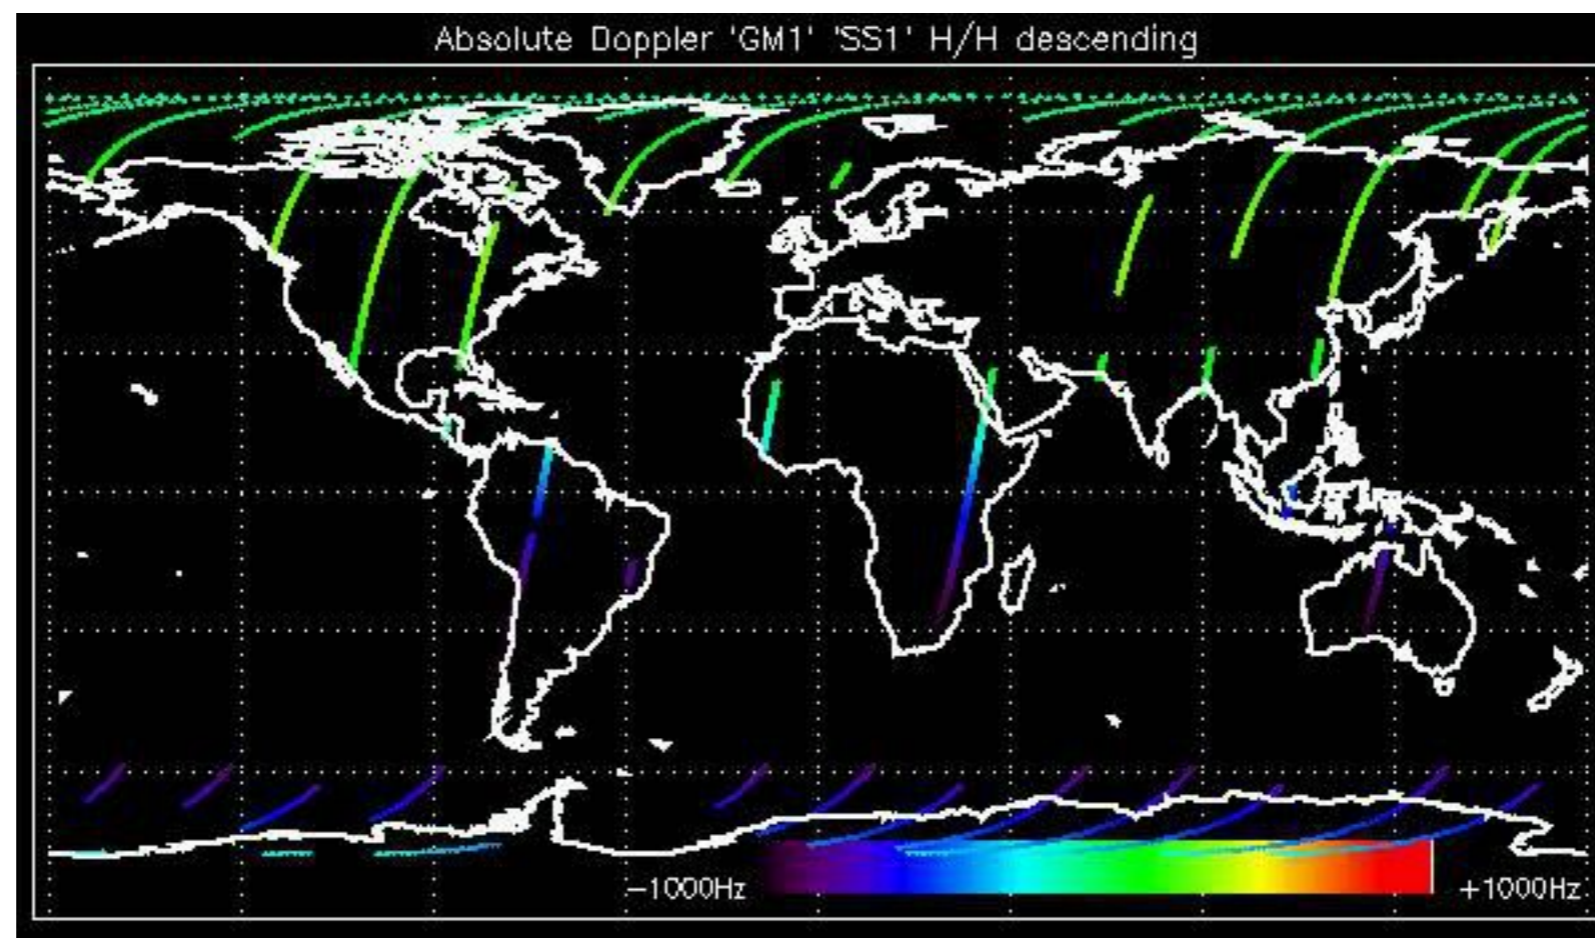 Absolute Doppler 'GM1' 'SS1' H/H descending
−1000Hz +1000Hz